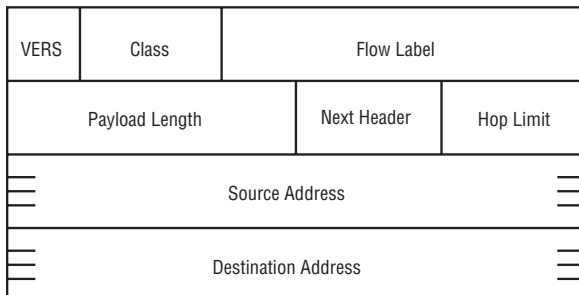 VERS Class Flow Label
Payload Length Next Header Hop Limit
Source Address
Destination Address